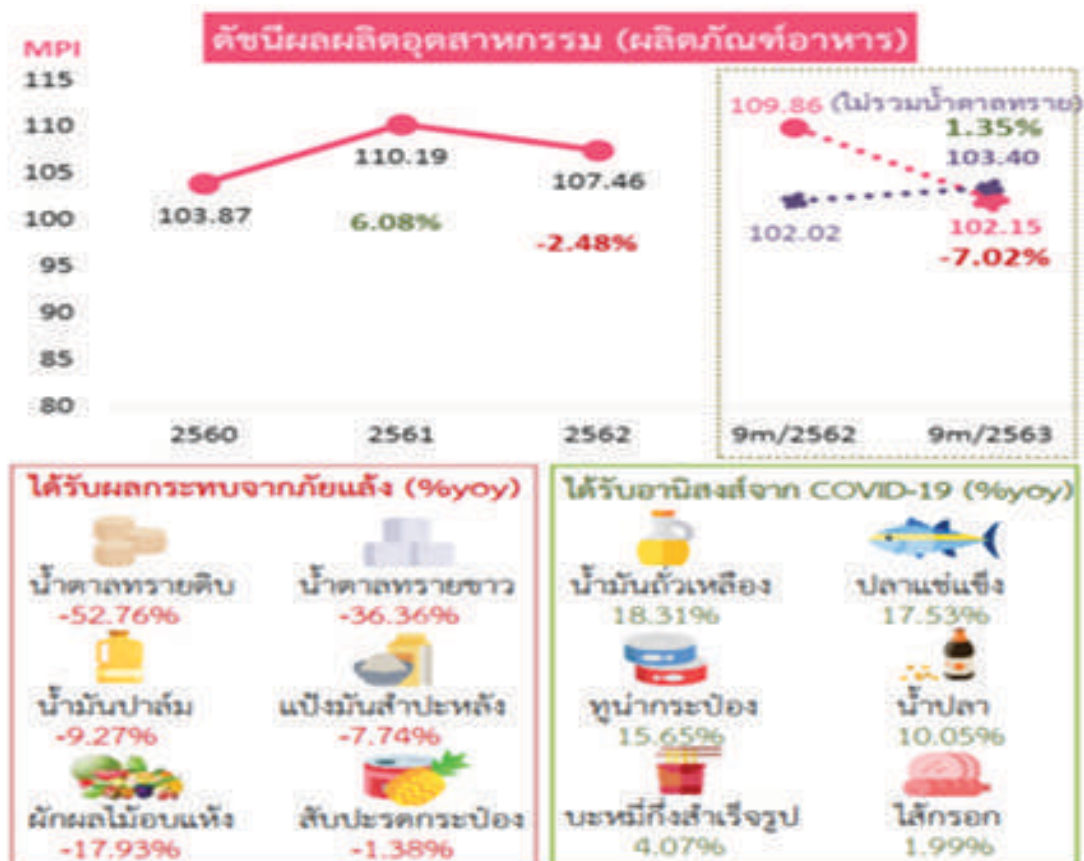 ดัชนีผลผลิตอุตสาหกรรม (ผลิตภัณฑ์อาหาร)
MPI
115
110
105
100
95
90
85
80
103.87
110.19
107.46
6.08%
-2.48%
109.86 (ไม่รวมน้ำตาลทราย)
1.35%
103.40
102.02
102.15
-7.02%
2560 2561 2562 9m/2562 9m/2563
ได้รับผลกระทบจากภัยแล้ง (%yoy)
น้ำตาลทรายดิบ น้ำตาลทรายขาว
-52.76% -36.36%
น้ำมันปาล์ม แป้งมันสำปะหลัง
-9.27% -7.74%
ผักผลไม้อบแห้ง สับปะรดกระป๋อง
-17.93% -1.38%
ได้รับอานิสงส์จาก COVID-19 (%yoy)
น้ำมันถั่วเหลือง ปลาแช่แข็ง
18.31% 17.53%
ทูน่ากระป๋อง น้ำปลา
15.65% 10.05%
บะหมี่กึ่งสำเร็จรูป ไส้กรอก
4.07% 1.99%